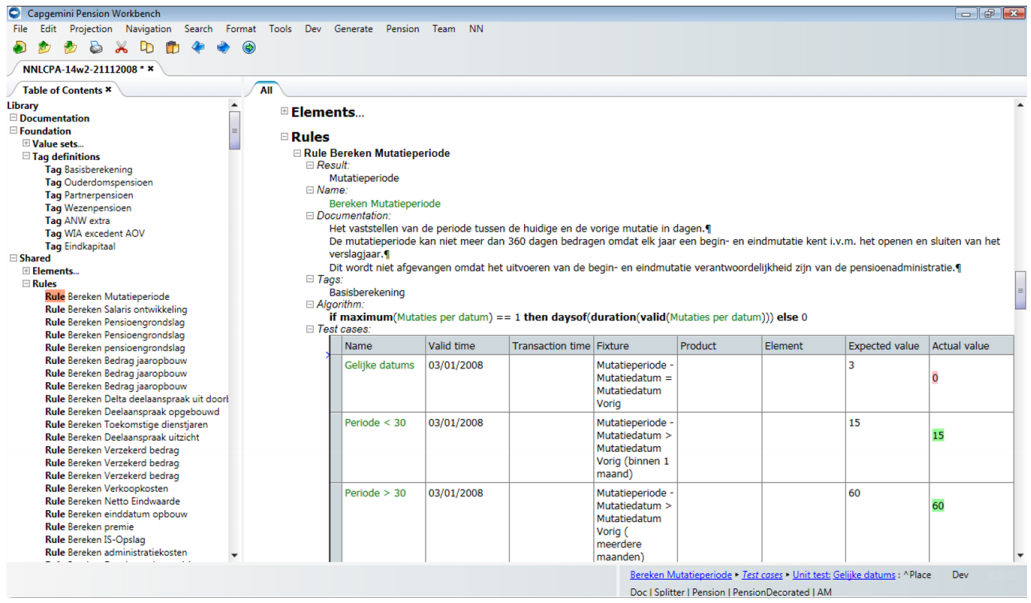 Capgemini Pension Workbench
File Edit Projection Navigation Search Format Tools Dev Generate Pension Team NN
NNLCPA-14w2-21112008 * ×
Table of Contents ×
Library
Documentation
Foundation
Value sets...
Tag definitions
Tag Basisberekening
Tag Ouderdomspensioen
Tag Partnerpensioen
Tag Wezenpensioen
Tag ANW extra
Tag WIA excedent AOV
Tag Eindkapitaal
Shared
Elements...
Rules
Rule Bereken Mutatieperiode
Rule Bereken Salaris ontwikkeling
Rule Bereken Pensioengrondslag
Rule Bereken Pensioengrondslag
Rule Bereken pensioengrondslag
Rule Bereken Bedrag jaaropbouw
Rule Bereken Bedrag jaaropbouw
Rule Bereken Bedrag jaaropbouw
Rule Bereken Delta deelaanspraak uit doorl
Rule Bereken Deelaanspraak opgebouwd
Rule Bereken Toekomstige dienstjaren
Rule Bereken Deelaanspraak uitzicht
Rule Bereken Verzekerd bedrag
Rule Bereken Verzekerd bedrag
Rule Bereken Verzekerd bedrag
Rule Bereken Verkoopkosten
Rule Bereken Netto Eindwaarde
Rule Bereken einddatum opbouw
Rule Bereken premie
Rule Bereken IS-Opslag
Rule Bereken administratiekosten
All
Elements...
Rules
Rule Bereken Mutatieperiode
Result:
Mutatieperiode
Name:
Bereken Mutatieperiode
Documentation:
Het vaststellen van de periode tussen de huidige en de vorige mutatie in dagen.¶
De mutatieperiode kan niet meer dan 360 dagen bedragen omdat elk jaar een begin- en eindmutatie kent i.v.m. het openen en sluiten van het
verslagjaar.¶
Dit wordt niet afgevangen omdat het uitvoeren van de begin- en eindmutatie verantwoordelijkheid zijn van de pensioenadministratie.¶
Tags:
Basisberekening
Algorithm:
if maximum(Mutaties per datum) == 1 then daysof(duration(valid(Mutaties per datum))) else 0
Test cases:
Name Valid time Transaction time Fixture Product Element Expected value Actual value
Gelijke datums 03/01/2008 Mutatieperiode - 3
Mutatiedatum = 0
Mutatiedatum
Vorig
Periode < 30 03/01/2008 Mutatieperiode - 15
Mutatiedatum > 15
Mutatiedatum
Vorig (binnen 1
maand)
Periode > 30 03/01/2008 Mutatieperiode - 60
Mutatiedatum > 60
Mutatiedatum
Vorig (
meerdere
maanden)
Bereken Mutatieperiode ▸ Test cases ▸ Unit test: Gelijke datums : ^Place Dev
Doc | Splitter | Pension | PensionDecorated | AM